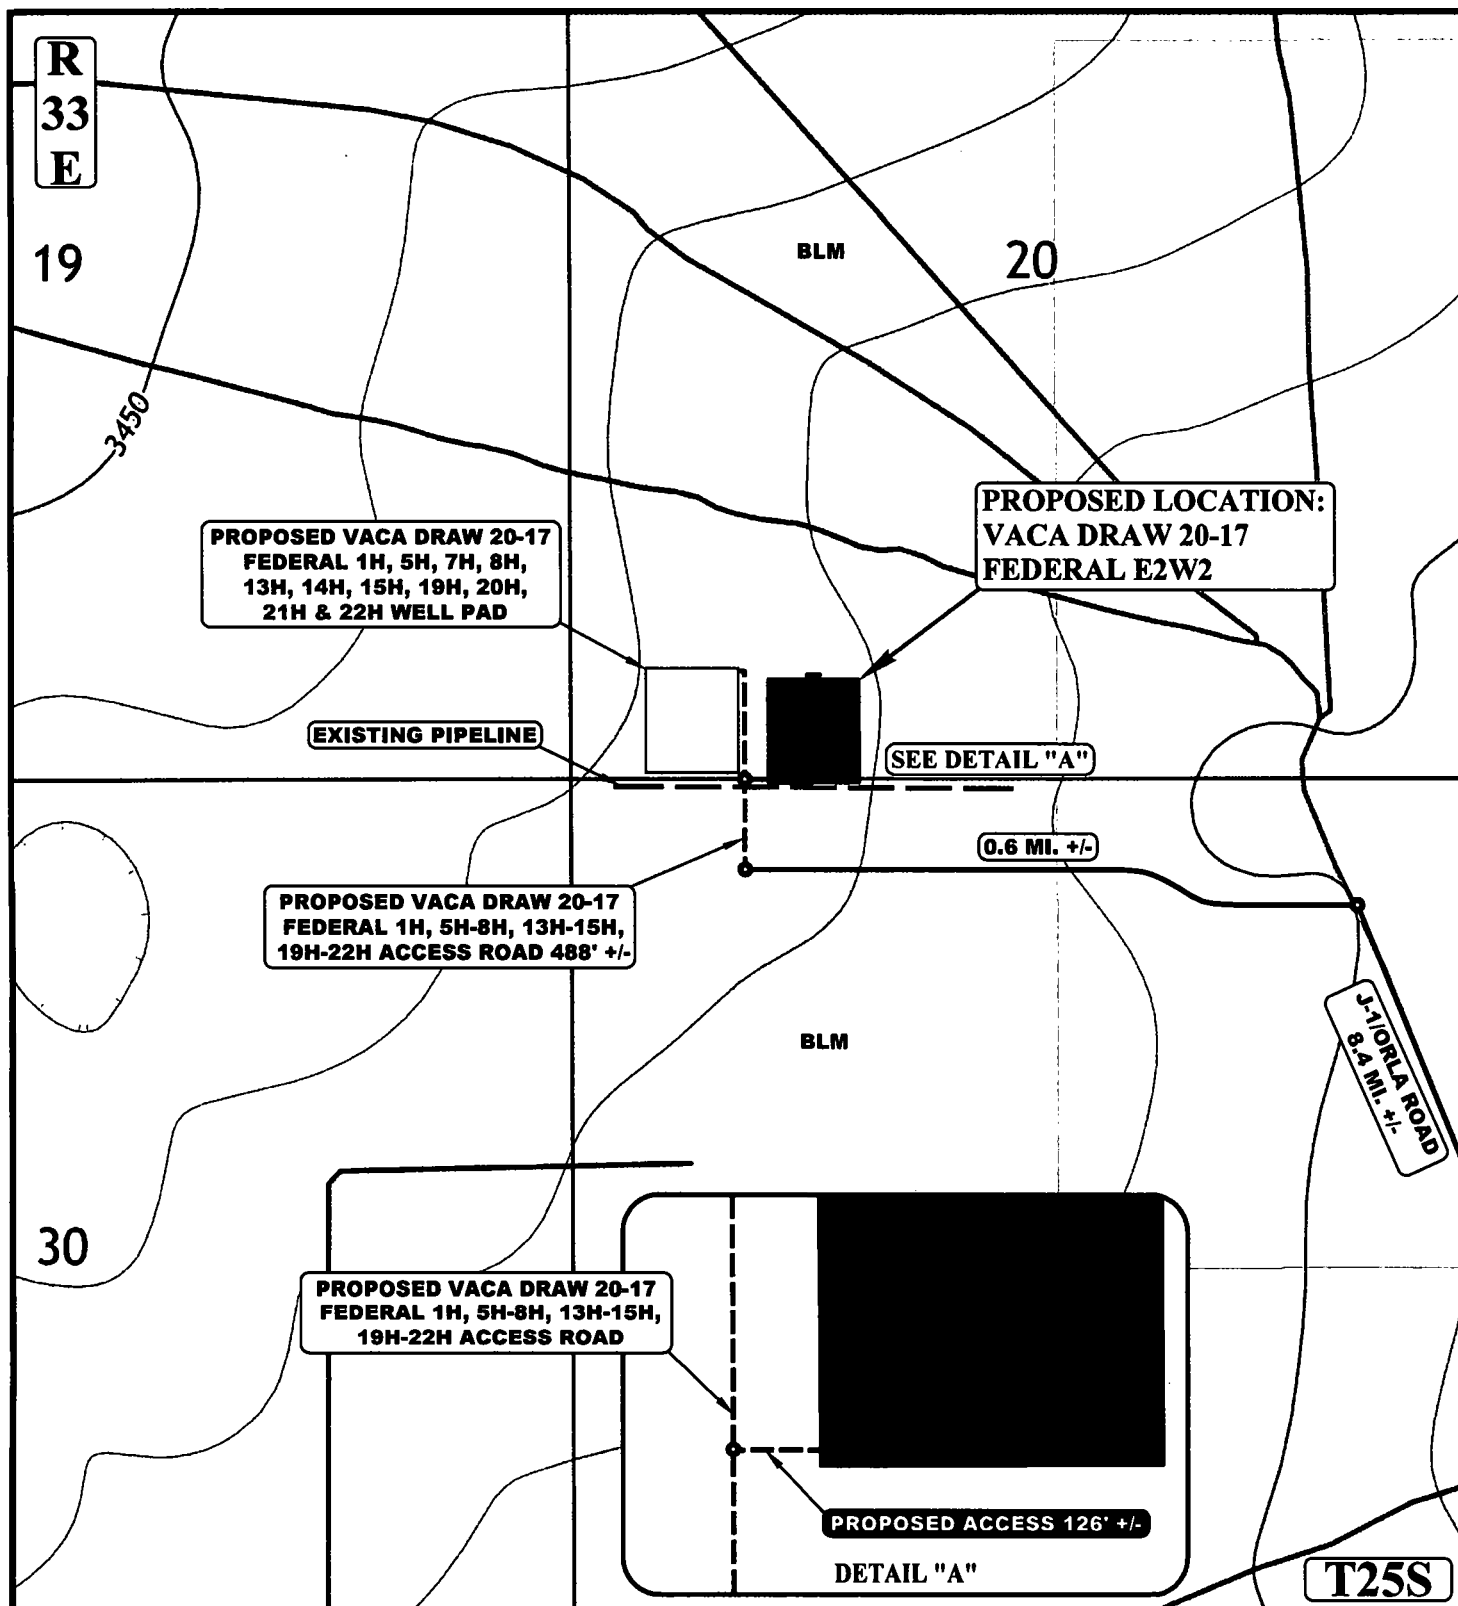 R
33
E
19
BLM
20
3450
PROPOSED LOCATION:
VACA DRAW 20-17
FEDERAL E2W2
PROPOSED VACA DRAW 20-17
FEDERAL 1H, 5H, 7H, 8H,
13H, 14H, 15H, 19H, 20H,
21H & 22H WELL PAD
EXISTING PIPELINE
SEE DETAIL "A"
0.6 MI. +/-
PROPOSED VACA DRAW 20-17
FEDERAL 1H, 5H-8H, 13H-15H,
19H-22H ACCESS ROAD 488' +/-
J-1/ORLA ROAD
8.4 MI. +/-
BLM
30
PROPOSED VACA DRAW 20-17
FEDERAL 1H, 5H-8H, 13H-15H,
19H-22H ACCESS ROAD
PROPOSED ACCESS 126' +/-
DETAIL "A"
T25S